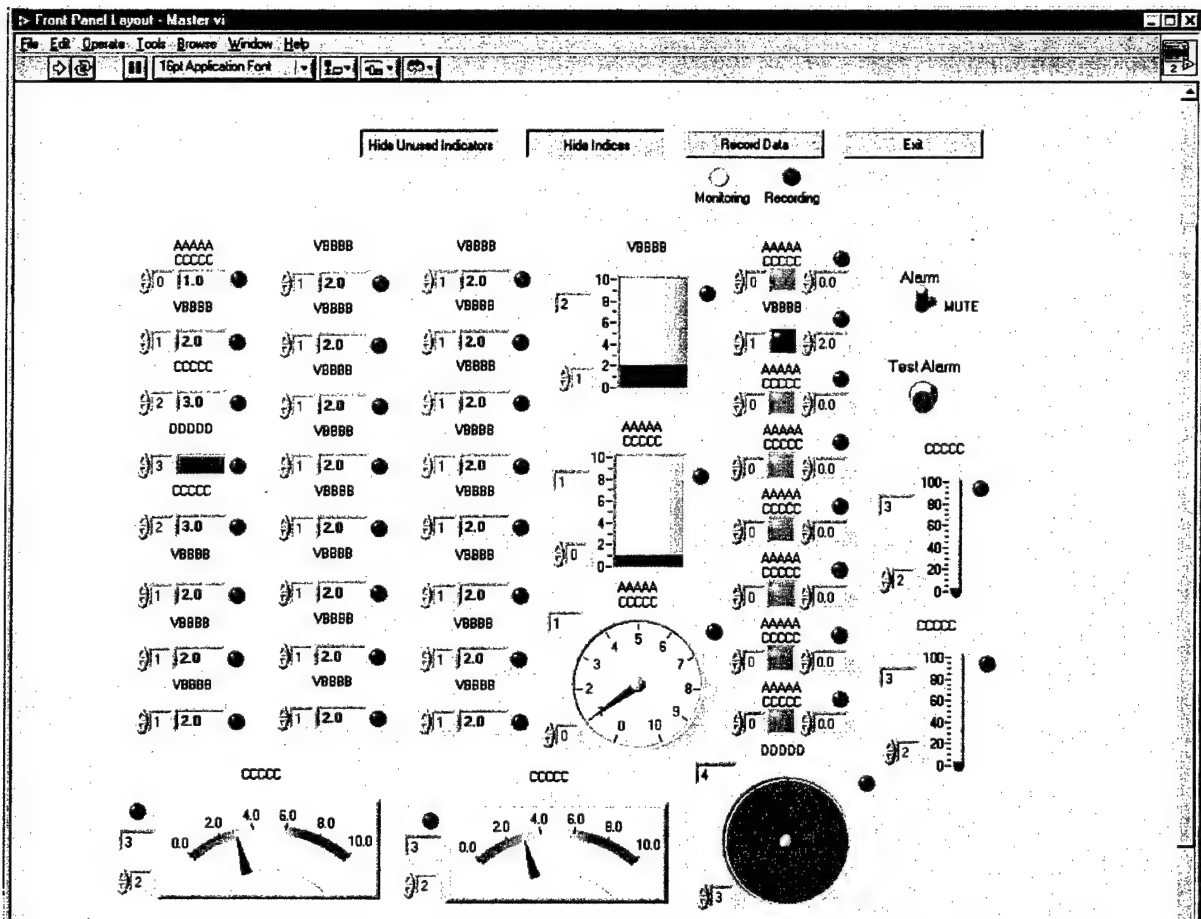 Front Panel Layout - Master vi
File Edit Operate Tools Browse Window Help
16pt Application Font
2
Hide Unused Indicators Hide Indices Record Data Exit
Monitoring Recording
AAAAA CCCCC VBBBB VBBBB VBBBB AAAAA CCCCC
0 1.0 1 2.0 1 2.0 0 0.0
VBBBB VBBBB VBBBB VBBBB
1 2.0 1 2.0 1 2.0 1 2.0
CCCCC VBBBB VBBBB AAAAA CCCCC
2 3.0 1 2.0 1 2.0 0 0.0
DDDDD VBBBB VBBBB AAAAA CCCCC
3 1 2.0 1 2.0 0 0.0
CCCCC VBBBB VBBBB AAAAA CCCCC
2 3.0 1 2.0 1 2.0 0 0.0
VBBBB VBBBB VBBBB AAAAA CCCCC
1 2.0 1 2.0 1 2.0 0 0.0
VBBBB VBBBB VBBBB AAAAA CCCCC
1 2.0 1 2.0 1 2.0 0 0.0
VBBBB VBBBB VBBBB AAAAA CCCCC
1 2.0 1 2.0 1 2.0 0 0.0
2 10 8 6 4 2 0 1
AAAAA
CCCCC
1 10 8 6 4 2 0 0
AAAAA
CCCCC
1 0 2 3 4 5 6 7 8 9 10 0
Alarm
MUTE
Test Alarm
CCCCC
3 100 80 60 40 20 0 2
CCCCC
3 100 80 60 40 20 0 2
CCCCC
3 0.0 2.0 4.0 6.0 8.0 10.0 2
CCCCC
3 0.0 2.0 4.0 6.0 8.0 10.0 2
DDDDD
4
3